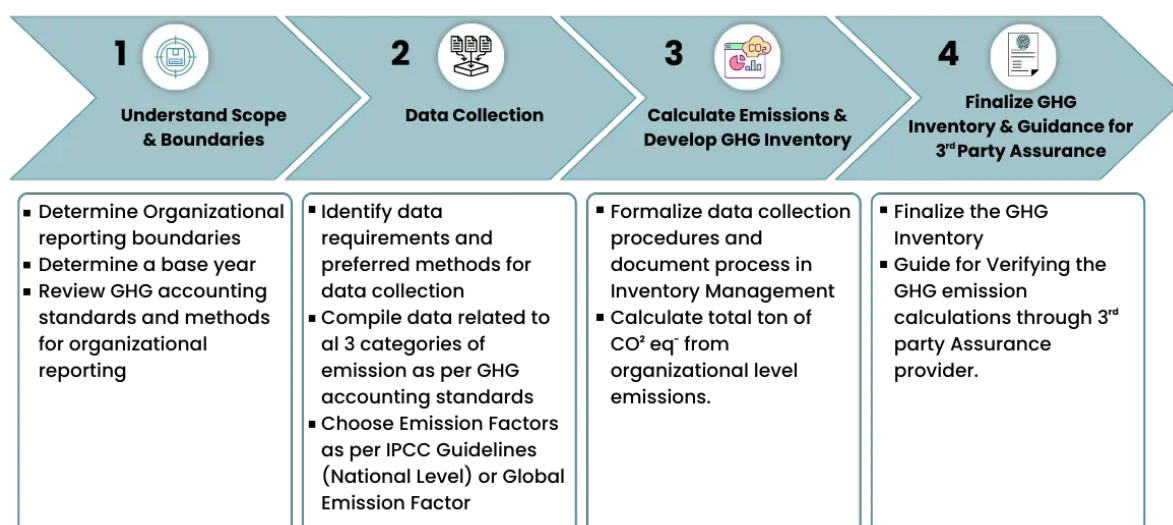 1
Understand Scope
& Boundaries
2
Data Collection
3
CO₂
Calculate Emissions &
Develop GHG Inventory
4
Finalize GHG
Inventory & Guidance for
3ʳᵈ Party Assurance
▪ Determine Organizational
reporting boundaries
▪ Determine a base year
▪ Review GHG accounting
standards and methods
for organizational
reporting
▪ Identify data
requirements and
preferred methods for
data collection
▪ Compile data related to
al 3 categories of
emission as per GHG
accounting standards
▪ Choose Emission Factors
as per IPCC Guidelines
(National Level) or Global
Emission Factor
▪ Formalize data collection
procedures and
document process in
Inventory Management
▪ Calculate total ton of
CO² eq⁻ from
organizational level
emissions.
▪ Finalize the GHG
Inventory
▪ Guide for Verifying the
GHG emission
calculations through 3ʳᵈ
party Assurance
provider.